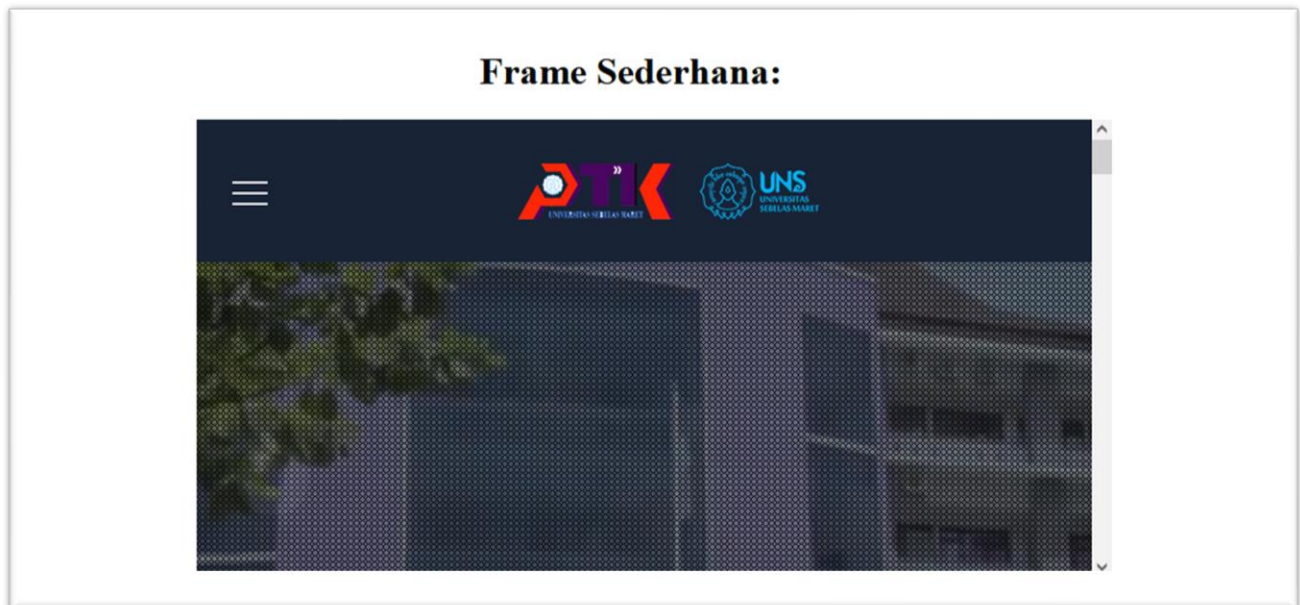 Frame Sederhana:
PTIK
UNIVERSITAS SEBELAS MARET
UNS
UNIVERSITAS
SEBELAS MARET